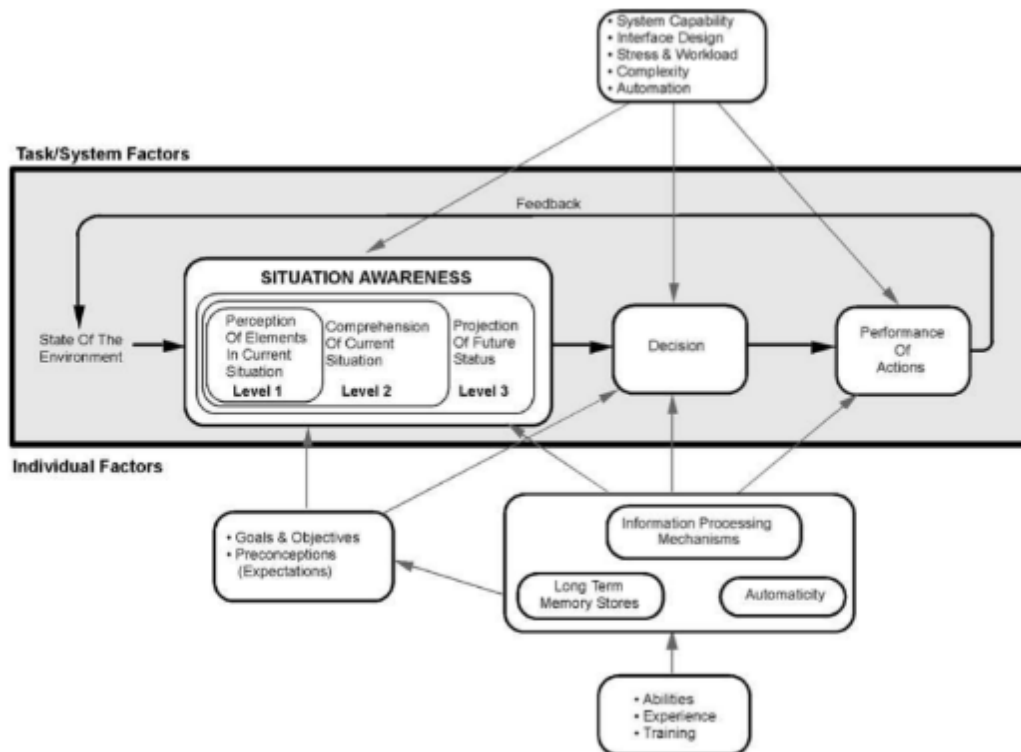 • System Capability
• Interface Design
• Stress & Workload
• Complexity
• Automation
Task/System Factors
Feedback
SITUATION AWARENESS
State Of The
Environment
Perception
Of Elements
In Current
Situation
Level 1
Comprehension
Of Current
Situation
Level 2
Projection
Of Future
Status
Level 3
Decision
Performance
Of
Actions
Individual Factors
• Goals & Objectives
• Preconceptions
(Expectations)
Information Processing
Mechanisms
Long Term
Memory Stores
Automaticity
• Abilities
• Experience
• Training